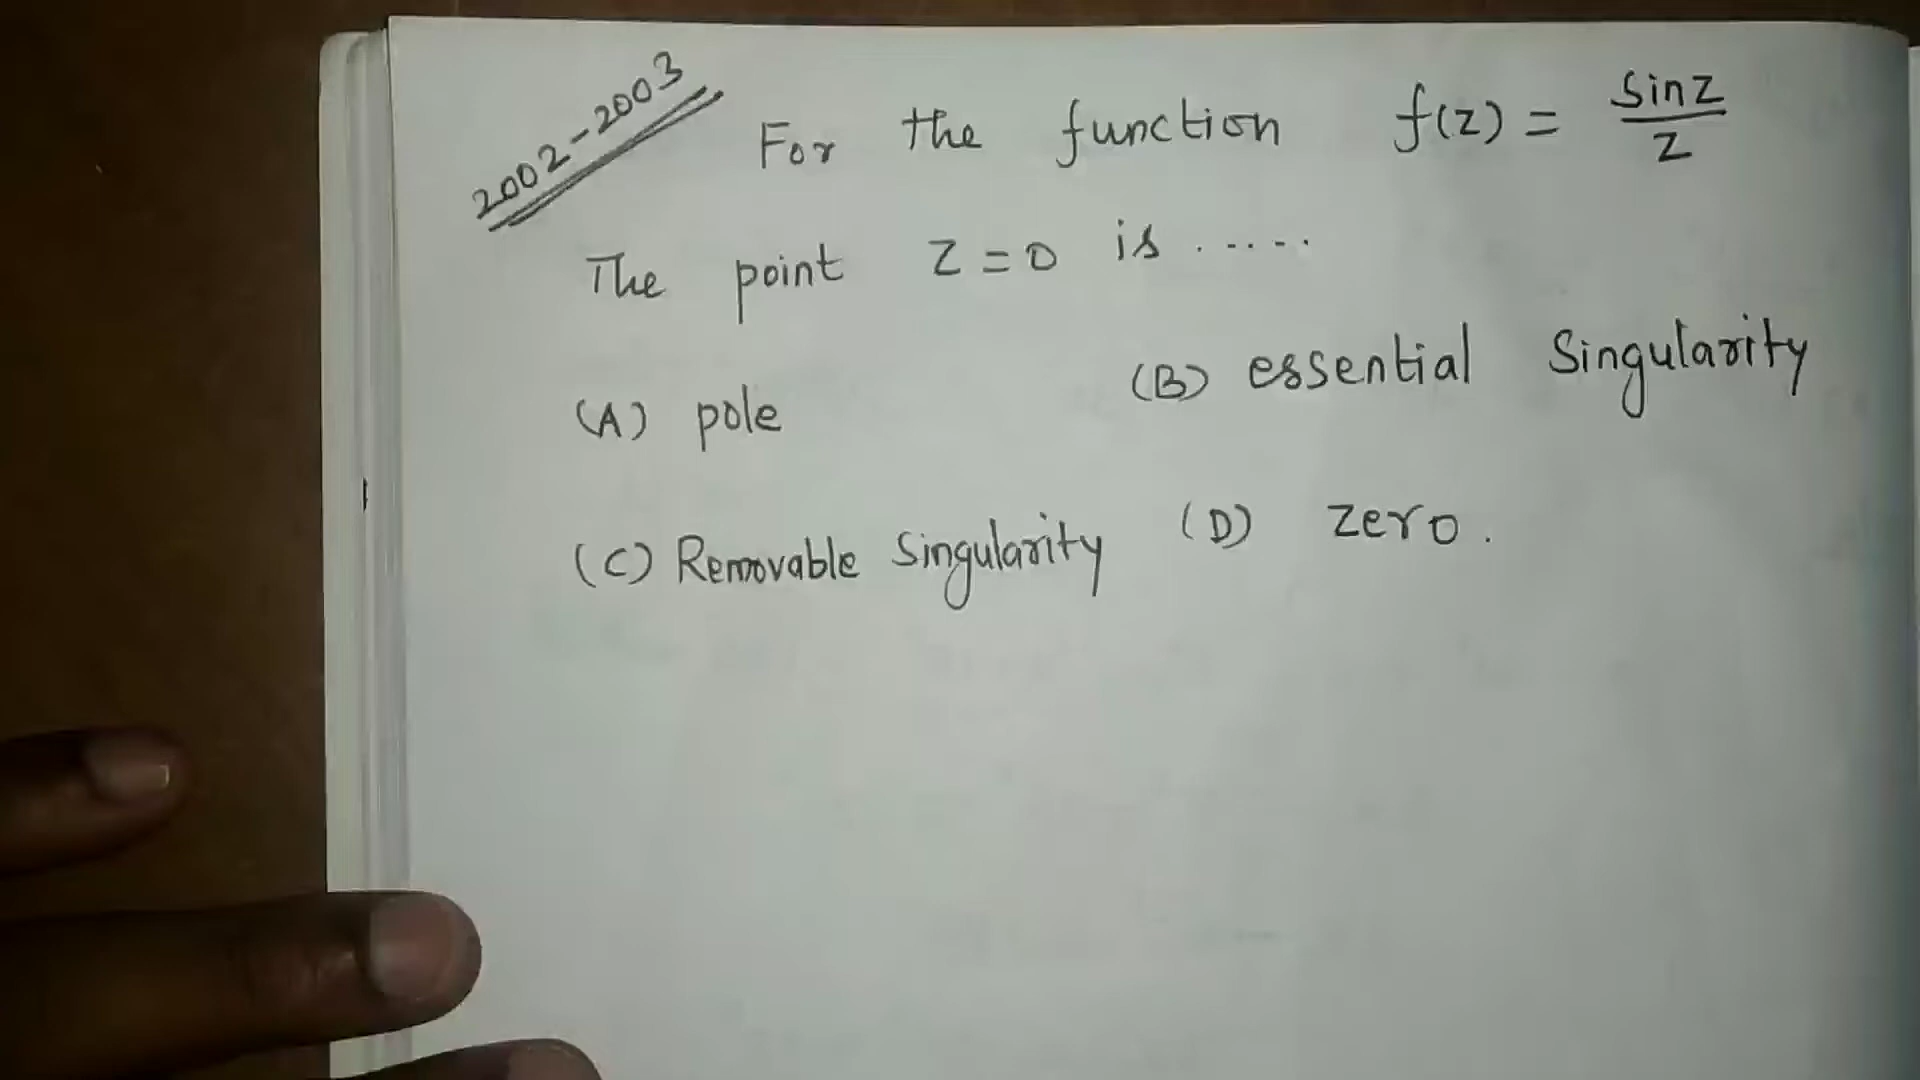 2002-2003
For the function f(z) = sinz/z
The point z=0 is .....
(A) pole (B) essential Singularity
(C) Removable Singularity (D) zero.